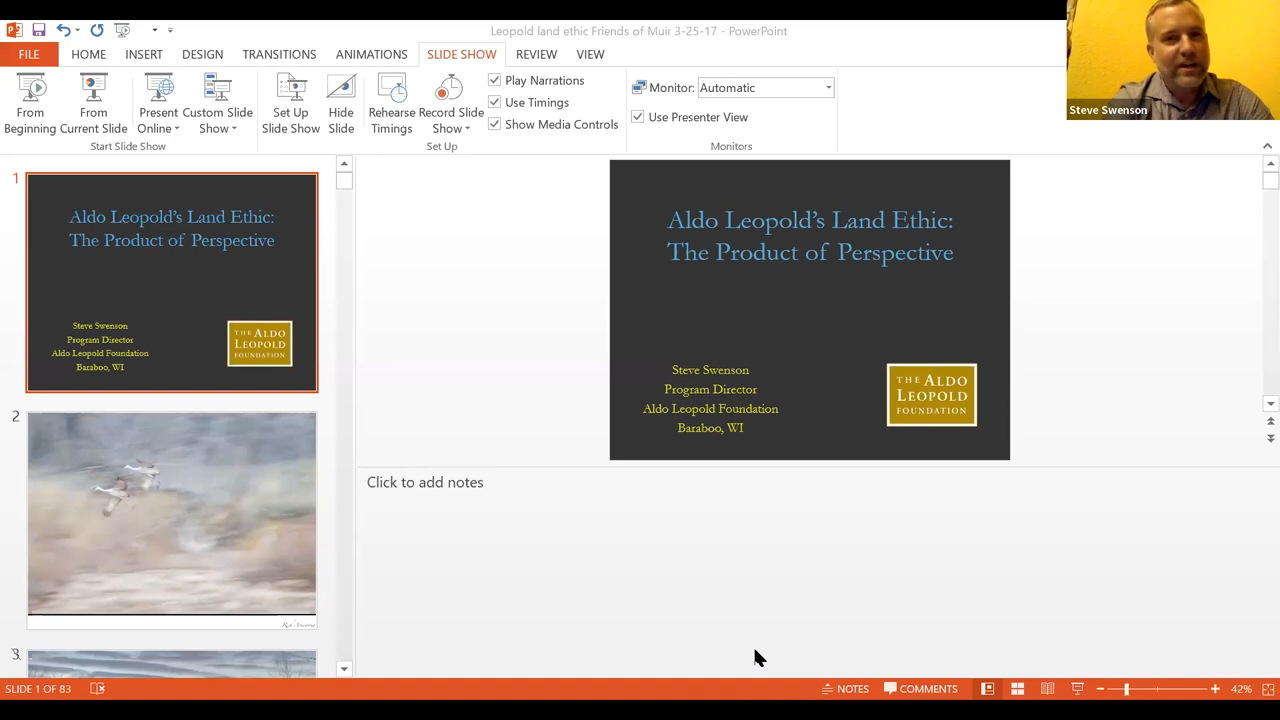 Leopold land ethic Friends of Muir 3-25-17 - PowerPoint
FILE
HOME
INSERT
DESIGN
TRANSITIONS
ANIMATIONS
SLIDE SHOW
REVIEW
VIEW
From
Beginning
From
Current Slide
Present
Online
Custom Slide
Show
Start Slide Show
Set Up
Slide Show
Hide
Slide
Rehearse
Timings
Record Slide
Show
Play Narrations
Use Timings
Show Media Controls
Set Up
Monitor:
Automatic
Use Presenter View
Monitors
Steve Swenson
1
Aldo Leopold’s Land Ethic:
The Product of Perspective
Steve Swenson
Program Director
Aldo Leopold Foundation
Baraboo, WI
THE ALDO
LEOPOLD
FOUNDATION
2
3
Aldo Leopold’s Land Ethic:
The Product of Perspective
Steve Swenson
Program Director
Aldo Leopold Foundation
Baraboo, WI
THE ALDO
LEOPOLD
FOUNDATION
Click to add notes
SLIDE 1 OF 83
NOTES
COMMENTS
42%